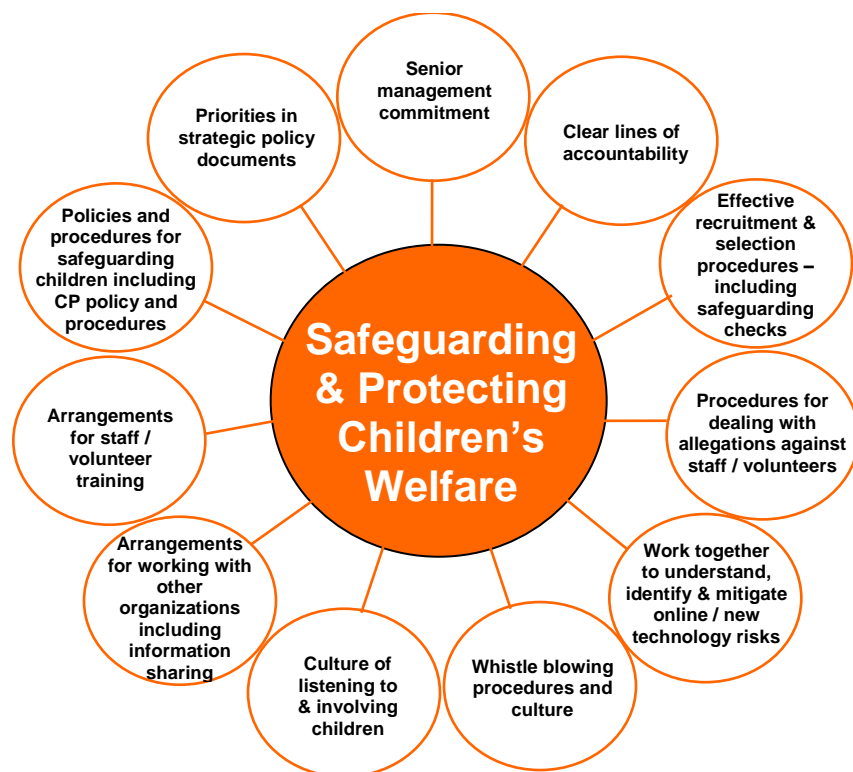 Senior
management
commitment
Clear lines of
accountability
Effective
recruitment &
selection
procedures –
including
safeguarding
checks
Procedures for
dealing with
allegations against
staff / volunteers
Work together
to understand,
identify & mitigate
online / new
technology risks
Whistle blowing
procedures and
culture
Culture of
listening to
& involving
children
Arrangements
for working with
other
organizations
including
information
sharing
Arrangements
for staff /
volunteer
training
Policies and
procedures for
safeguarding
children including
CP policy and
procedures
Priorities in
strategic policy
documents
Safeguarding
& Protecting
Children’s
Welfare